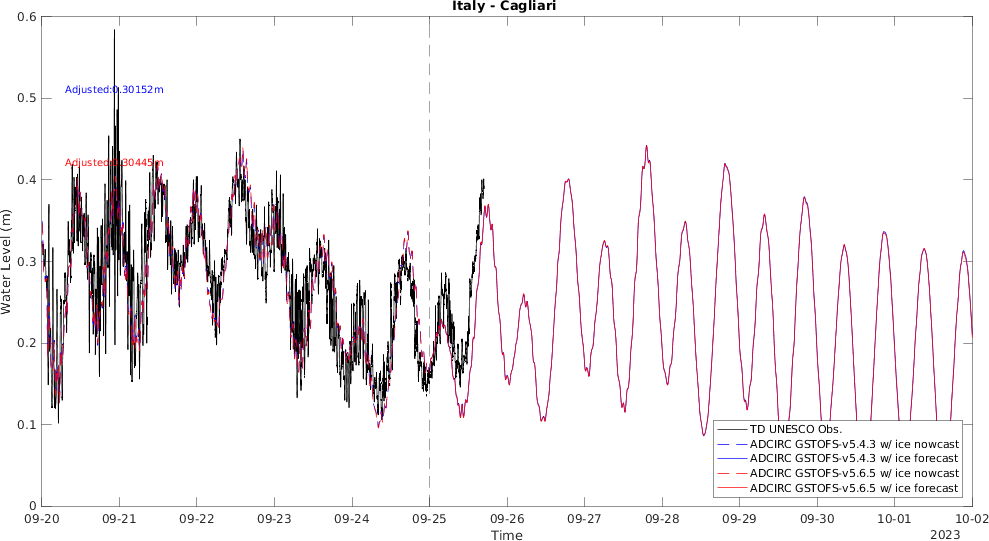 Italy - Cagliari
0.6
0.5
0.4
0.3
0.2
0.1
0
Water Level (m)
Adjusted:0.30152m
Adjusted:0.30445m
TD UNESCO Obs.
ADCIRC GSTOFS-v5.4.3 w/ ice nowcast
ADCIRC GSTOFS-v5.4.3 w/ ice forecast
ADCIRC GSTOFS-v5.6.5 w/ ice nowcast
ADCIRC GSTOFS-v5.6.5 w/ ice forecast
09-20 09-21 09-22 09-23 09-24 09-25 09-26 09-27 09-28 09-29 09-30 10-01 10-02
Time
2023